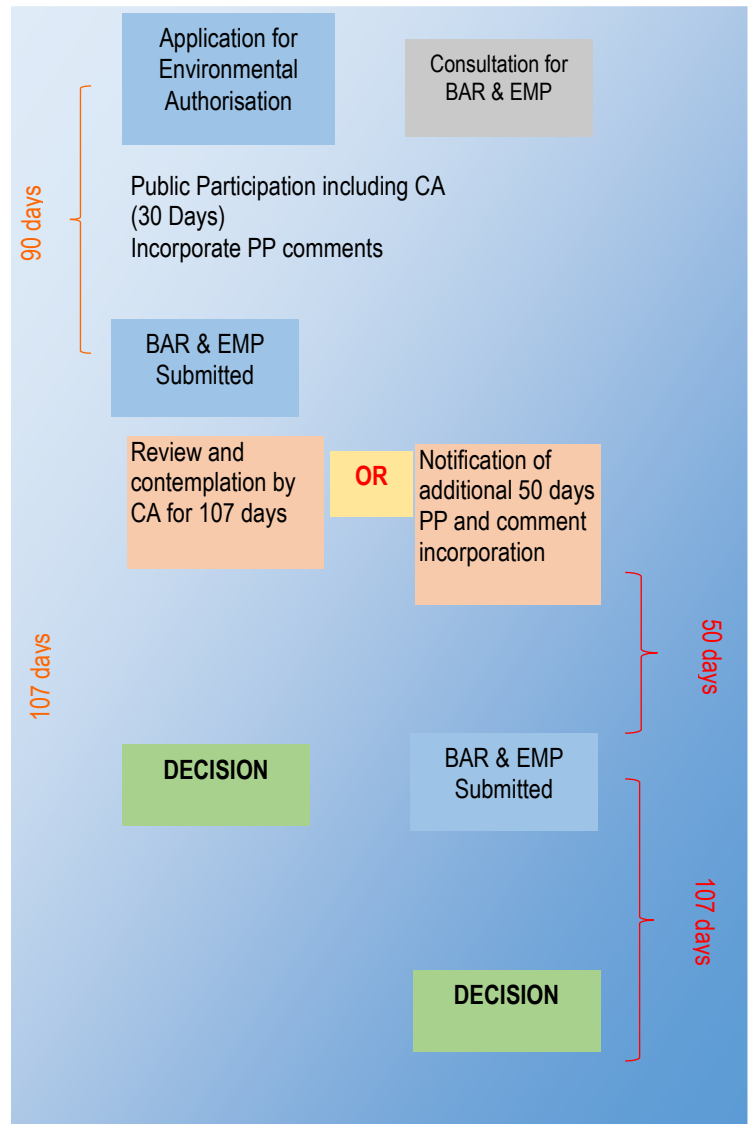 Application for
Environmental
Authorisation
Consultation for
BAR & EMP
90 days
Public Participation including CA
(30 Days)
Incorporate PP comments
BAR & EMP
Submitted
Review and
contemplation by
CA for 107 days
OR
Notification of
additional 50 days
PP and comment
incorporation
107 days
50 days
DECISION
BAR & EMP
Submitted
107 days
DECISION